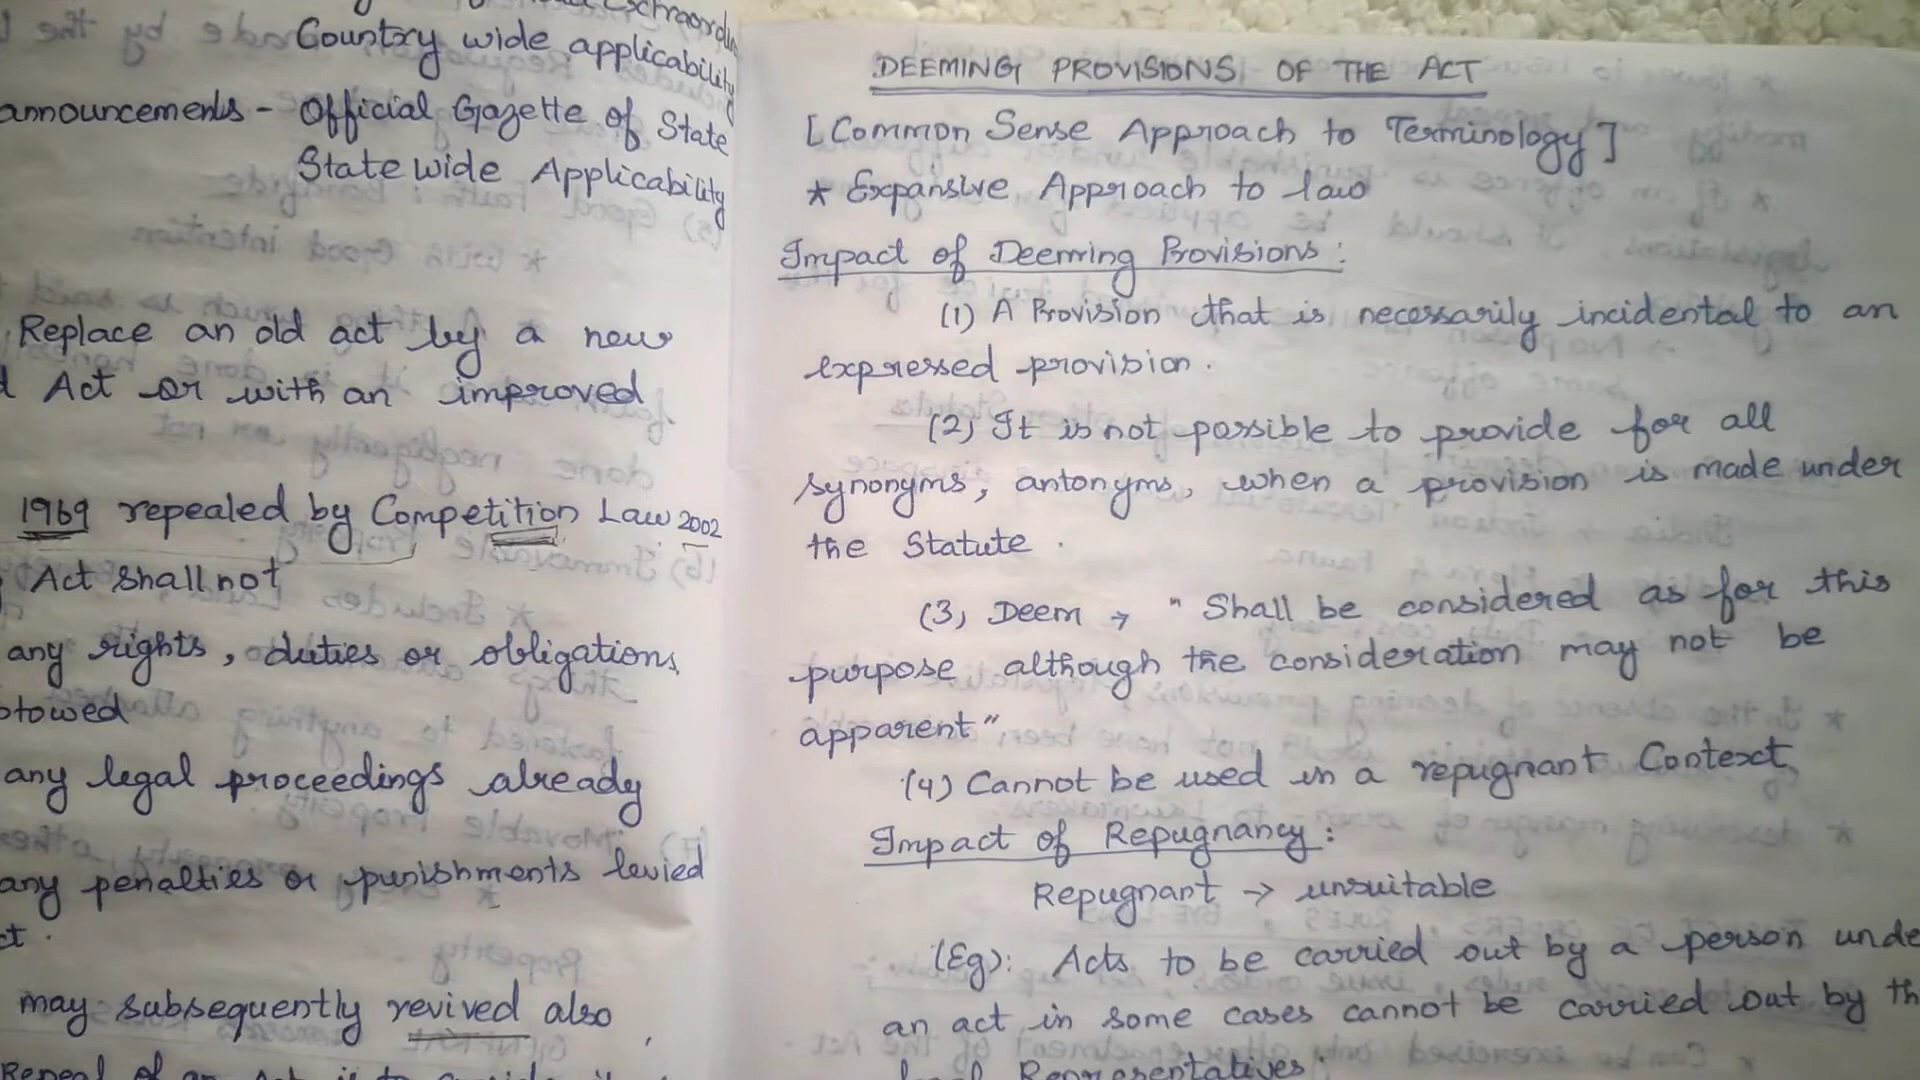 Country wide applicability
announcements - Official Gazette of State
State wide Applicability
Replace an old act by a new
Act or with an improved
1969 repealed by Competition Law 2002
Act shall not
any rights, duties or obligations
any legal proceedings already
any penalties or punishments levied
may subsequently revived also
DEEMING PROVISIONS OF THE ACT
[Common Sense Approach to Terminology]
* Expansive Approach to law
Impact of Deeming Provisions:
(1) A Provision that is necessarily incidental to an
expressed provision.
(2) It is not possible to provide for all
synonyms, antonyms, when a provision is made under
the Statute.
(3) Deem → "Shall be considered as for this
purpose although the consideration may not be
apparent"
(4) Cannot be used in a repugnant Context
Impact of Repugnancy:
Repugnant → unsuitable
(Eg): Acts to be carried out by a person unde
an act in some cases cannot be carried out by th
Representatives.